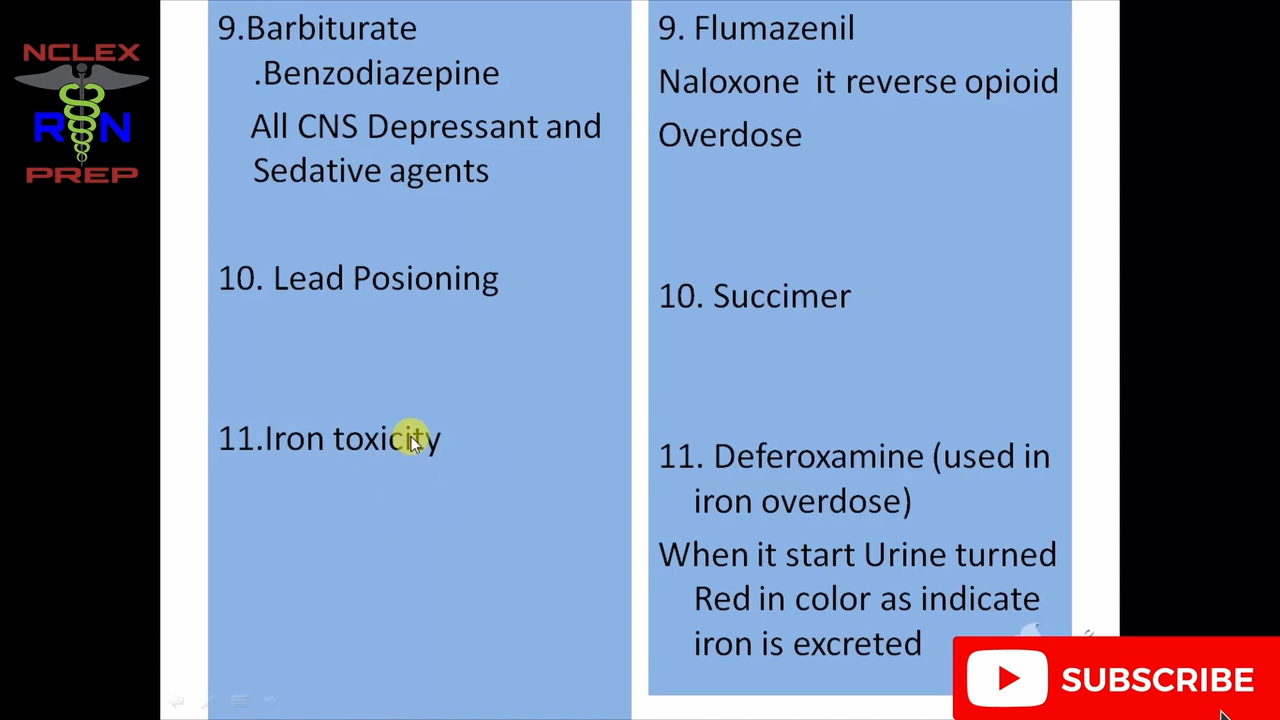 NCLEX
RN
PREP
9.Barbiturate
.Benzodiazepine
All CNS Depressant and
Sedative agents
10. Lead Posioning
11.Iron toxicity
9. Flumazenil
Naloxone it reverse opioid
Overdose
10. Succimer
11. Deferoxamine (used in
iron overdose)
When it start Urine turned
Red in color as indicate
iron is excreted
SUBSCRIBE